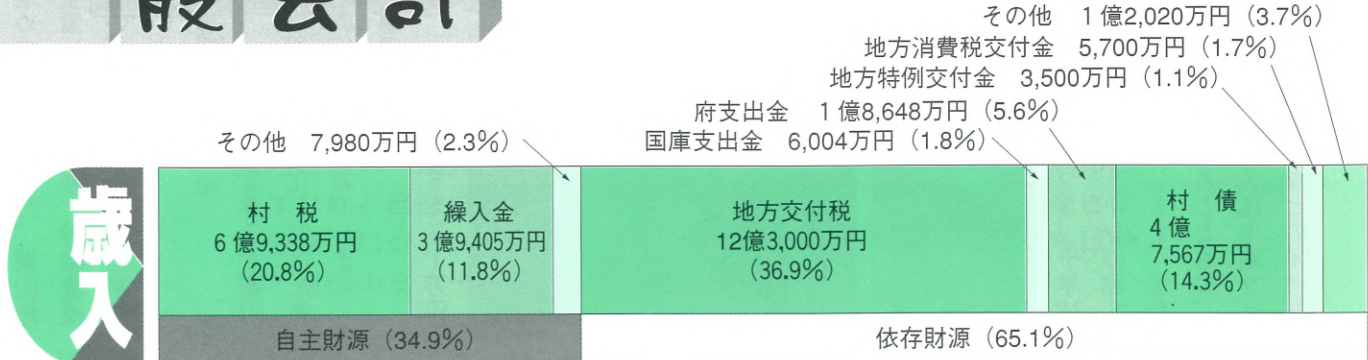 般会計
その他 1億2,020万円（3.7％）
地方消費税交付金 5,700万円（1.7％）
地方特例交付金 3,500万円（1.1％）
府支出金 1億8,648万円（5.6％）
国庫支出金 6,004万円（1.8％）
その他 7,980万円（2.3％）
歳入
村 税
6億9,338万円
（20.8％）
繰入金
3億9,405万円
（11.8％）
地方交付税
12億3,000万円
（36.9％）
村 債
4億
7,567万円
（14.3％）
自主財源（34.9％）
依存財源（65.1％）